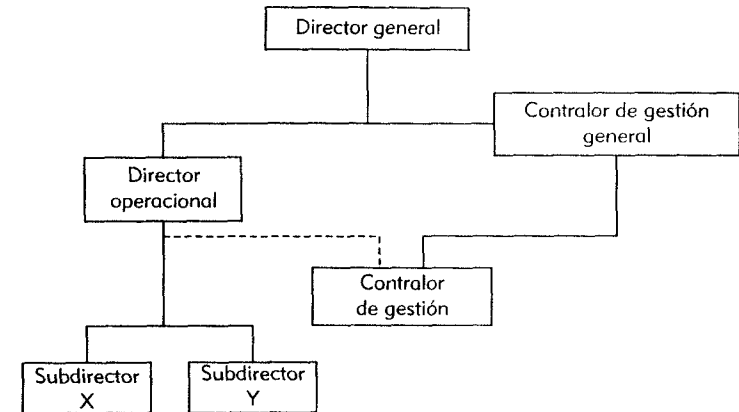 Director general
Contralor de gestión
general
Director
operacional
Contralor
de gestión
Subdirector
X
Subdirector
Y